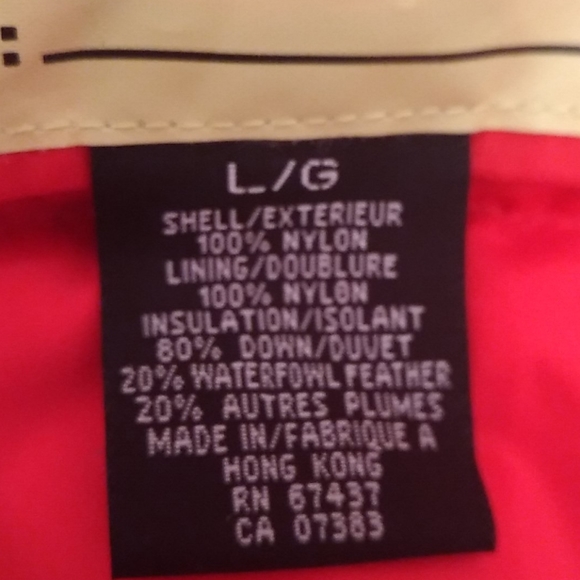 L/G
SHELL/EXTERIEUR
100% NYLON
LINING/DOUBLURE
100% NYLON
INSULATION/ISOLANT
80% DOWN/DUVET
20% WATERFOWL FEATHER
20% AUTRES PLUMES
MADE IN/FABRIQUE A
HONG KONG
RN 67437
CA 07383